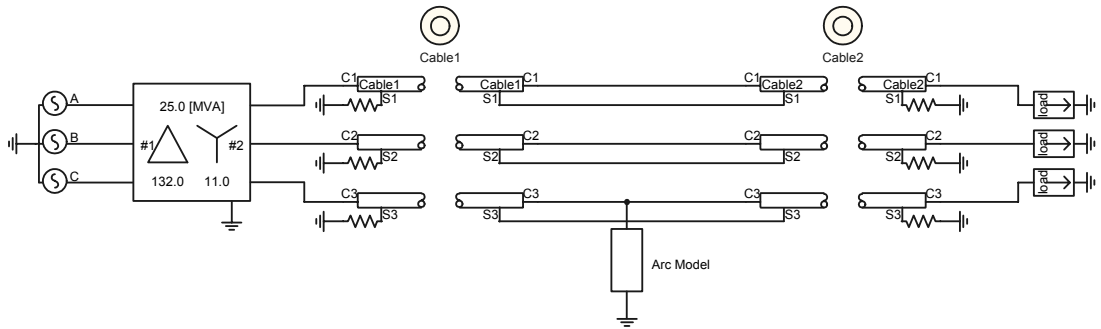 Cable1
Cable2
C1 Cable1 Cable1 C1 C1 Cable2 Cable2 C1
S1 S1 S1 S1
A
25.0 [MVA]
load
B
#1 #2
C2 C2 C2 C2
S2 S2 S2 S2
load
C
132.0 11.0
load
C3 C3 C3 C3
S3 S3 S3 S3
Arc Model